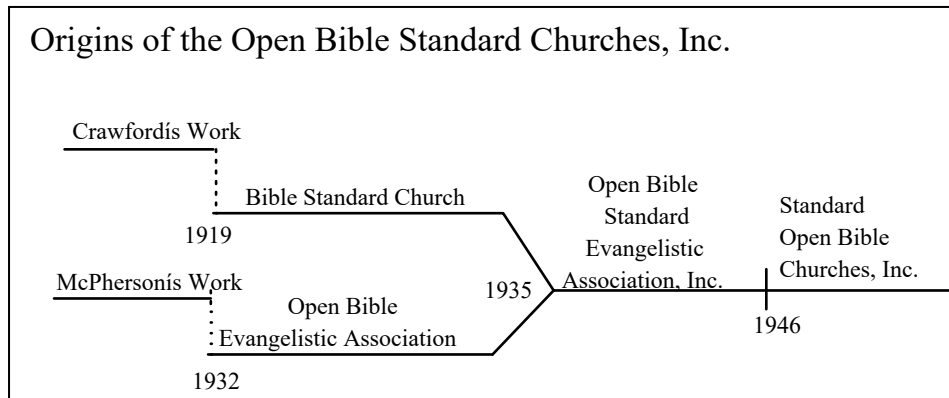 Origins of the Open Bible Standard Churches, Inc.
Crawfordís Work
Bible Standard Church
1919
McPhersonís Work
Open Bible
Evangelistic Association
1932
1935
Open Bible
Standard
Evangelistic
Association, Inc.
Standard
Open Bible
Churches, Inc.
1946